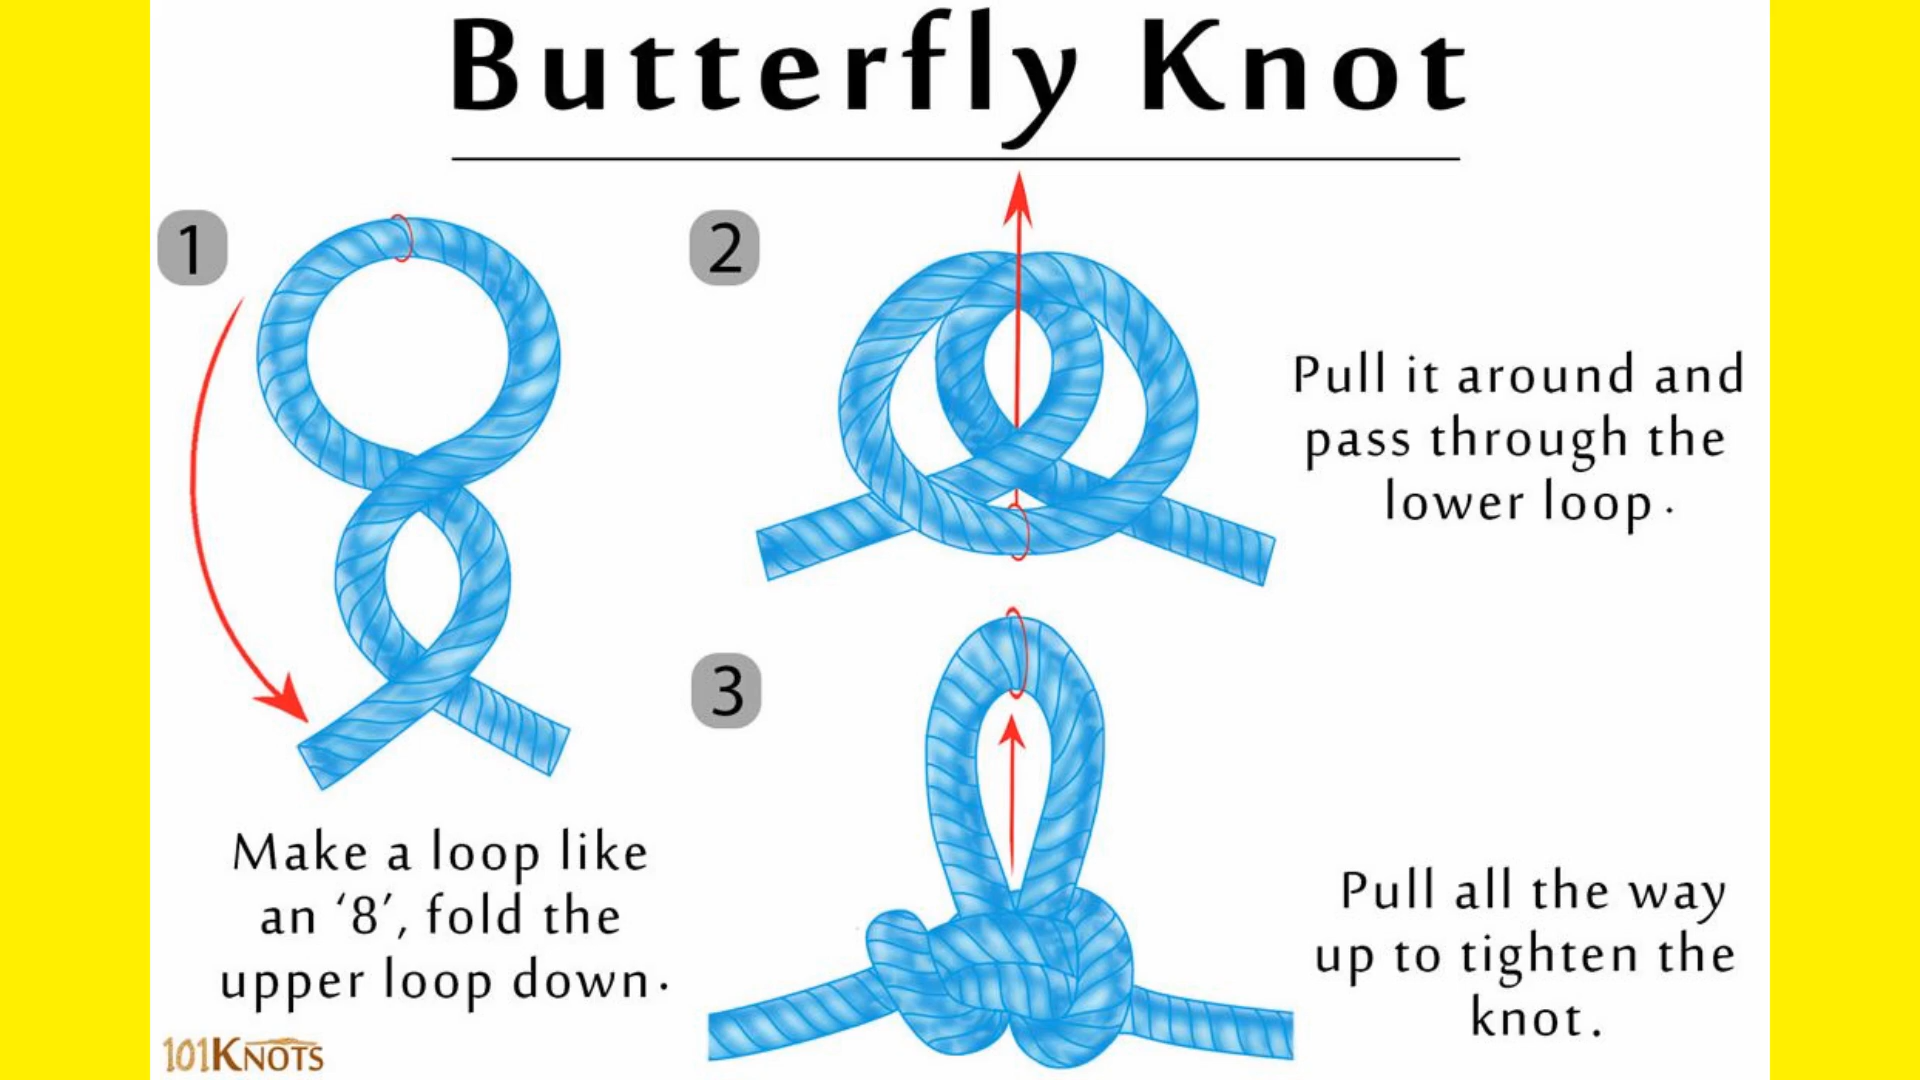 Butterfly Knot
1
Make a loop like
an ‘8’, fold the
upper loop down.
2
Pull it around and
pass through the
lower loop.
3
Pull all the way
up to tighten the
knot.
101KNOTS